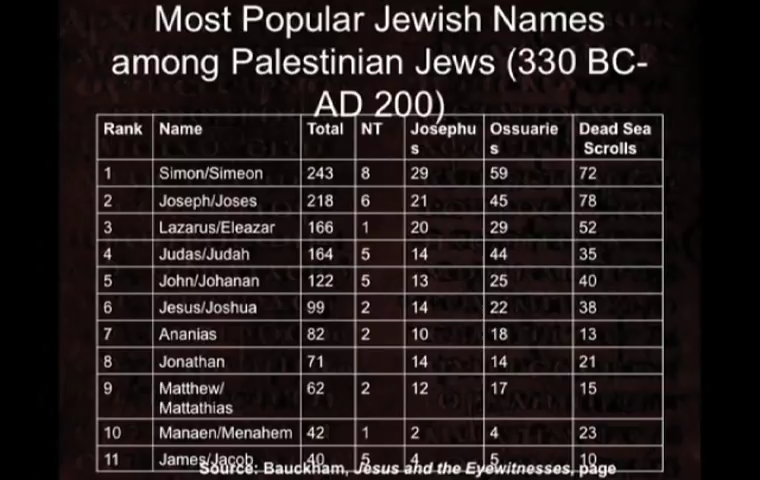 Most Popular Jewish Names
among Palestinian Jews (330 BC-
AD 200)
Rank Name Total NT Josephu
s Ossuarie
s Dead Sea
Scrolls
1 Simon/Simeon 243 8 29 59 72
2 Joseph/Joses 218 6 21 45 78
3 Lazarus/Eleazar 166 1 20 29 52
4 Judas/Judah 164 5 14 44 35
5 John/Johanan 122 5 13 25 40
6 Jesus/Joshua 99 2 14 22 38
7 Ananias 82 2 10 18 13
8 Jonathan 71 14 14 21
9 Matthew/
Mattathias 62 2 12 17 15
10 Manaen/Menahem 42 1 2 4 23
11 James/Jacob 40 5 4 5 10
Source: Bauckham, Jesus and the Eyewitnesses, page